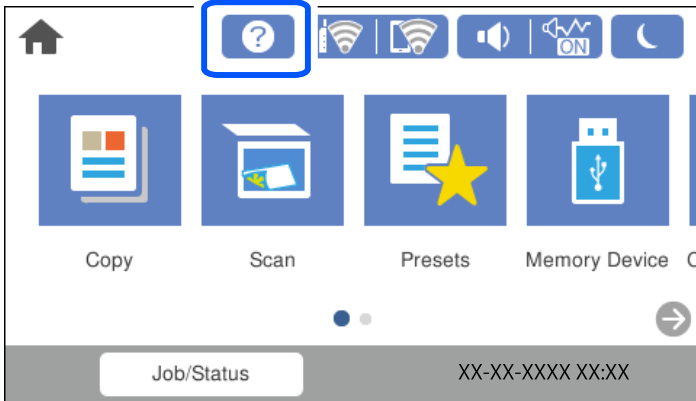 ?
ON
Copy
Scan
Presets
Memory Device
Job/Status
XX-XX-XXXX XX:XX